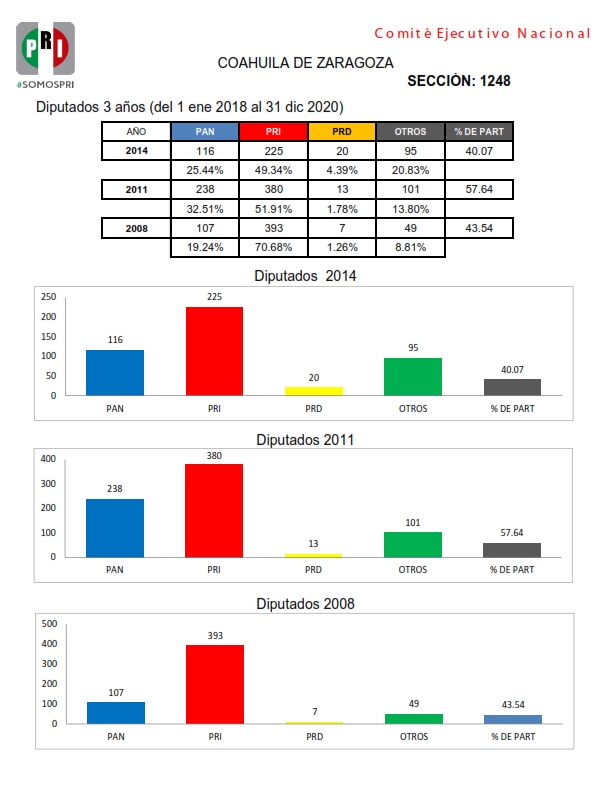 Comité Ejecutivo Nacional
PRI
#SOMOSPRI
COAHUILA DE ZARAGOZA
SECCIÓN: 1248
Diputados 3 años (del 1 ene 2018 al 31 dic 2020)
AÑO PAN PRI PRD OTROS % DE PART
2014 116 225 20 95 40.07
25.44% 49.34% 4.39% 20.83%
2011 238 380 13 101 57.64
32.51% 51.91% 1.78% 13.80%
2008 107 393 7 49 43.54
19.24% 70.68% 1.26% 8.81%
Diputados 2014
250
200
150
100
50
0
116
225
20
95
40.07
PAN PRI PRD OTROS % DE PART
Diputados 2011
400
300
200
100
0
238
380
13
101
57.64
PAN PRI PRD OTROS % DE PART
Diputados 2008
500
400
300
200
100
0
107
393
7
49
43.54
PAN PRI PRD OTROS % DE PART